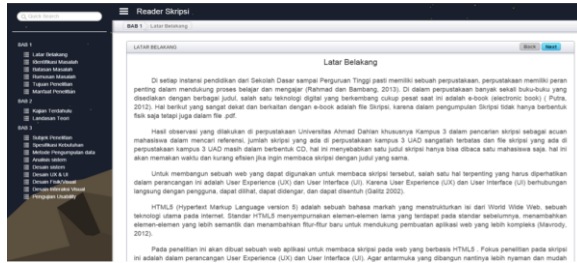 Quick Search
Reader Skripsi
BAB 1
Latar Belakang
Identifikasi Masalah
Batasan Masalah
Rumusan Masalah
Tujuan Penelitian
Manfaat Penelitian
BAB 2
Kajian Terdahulu
Landasan Teori
BAB 3
Subjek Penelitian
Spesifikasi Kebutuhan
Metode Pengumpulan data
Analisis sistem
Desain sistem
Desain UX & UI
Desain Fisik/Visual
Desain Interaksi Visual
Pengujian Usability
BAB 1 Latar Belakang
LATAR BELAKANG
Back Next
Latar Belakang
Di setiap instansi pendidikan dari Sekolah Dasar sampai Perguruan Tinggi pasti memiliki sebuah perpustakaan, perpustakaan memiliki peran
penting dalam mendukung proses belajar dan mengajar (Rahmad dan Bambang, 2013). Di dalam perpustakaan banyak sekali buku-buku yang
disediakan dengan berbagai judul, salah satu teknologi digital yang berkembang cukup pesat saat ini adalah e-book (electronic book) ( Putra,
2012). Hal berikut yang sangat dekat dan berkaitan dengan e-book adalah file Skripsi, karena dalam pengumpulan Skripsi tidak hanya berbentuk
fisik saja tetapi juga dalam file .pdf.
Hasil observasi yang dilakukan di perpustakaan Universitas Ahmad Dahlan khususnya Kampus 3 dalam pencarian skripsi sebagai acuan
mahasiswa dalam mencari referensi, jumlah skripsi yang ada di perpustakaan kampus 3 UAD sangatlah terbatas dan file skripsi yang ada di
perpustakaan kampus 3 UAD masih dalam berbentuk CD, hal ini menyebabkan satu judul skripsi hanya bisa dibaca satu mahasiswa saja, hal ini
akan memakan waktu dan kurang efisien jika ingin membaca skripsi dengan judul yang sama.
Untuk membangun sebuah web yang dapat digunakan untuk membaca skripsi tersebut, salah satu hal terpenting yang harus diperhatikan
dalam perancangan ini adalah User Experience (UX) dan User Interface (UI). Karena User Experience (UX) dan User Interface (UI) berhubungan
langsung dengan pengguna, dapat dilihat, dapat didengar, dan dapat disentuh (Galitz 2002).
HTML5 (Hypertext Markup Language version 5) adalah sebuah bahasa markah yang menstrukturkan isi dari World Wide Web, sebuah
teknologi utama pada internet. Standar HTML5 menyempurnakan elemen-elemen lama yang terdapat pada standar sebelumnya, menambahkan
elemen-elemen yang lebih semantik dan menambahkan fitur-fitur baru untuk mendukung pembuatan aplikasi web yang lebih kompleks (Mavrody,
2012).
Pada penelitian ini akan dibuat sebuah web aplikasi untuk membaca skripsi pada web yang berbasis HTML5 . Fokus penelitian pada skripsi
ini adalah dalam perancangan User Experience (UX) dan User Interface (UI). Agar antarmuka yang dibangun nantinya lebih nyaman dan mudah